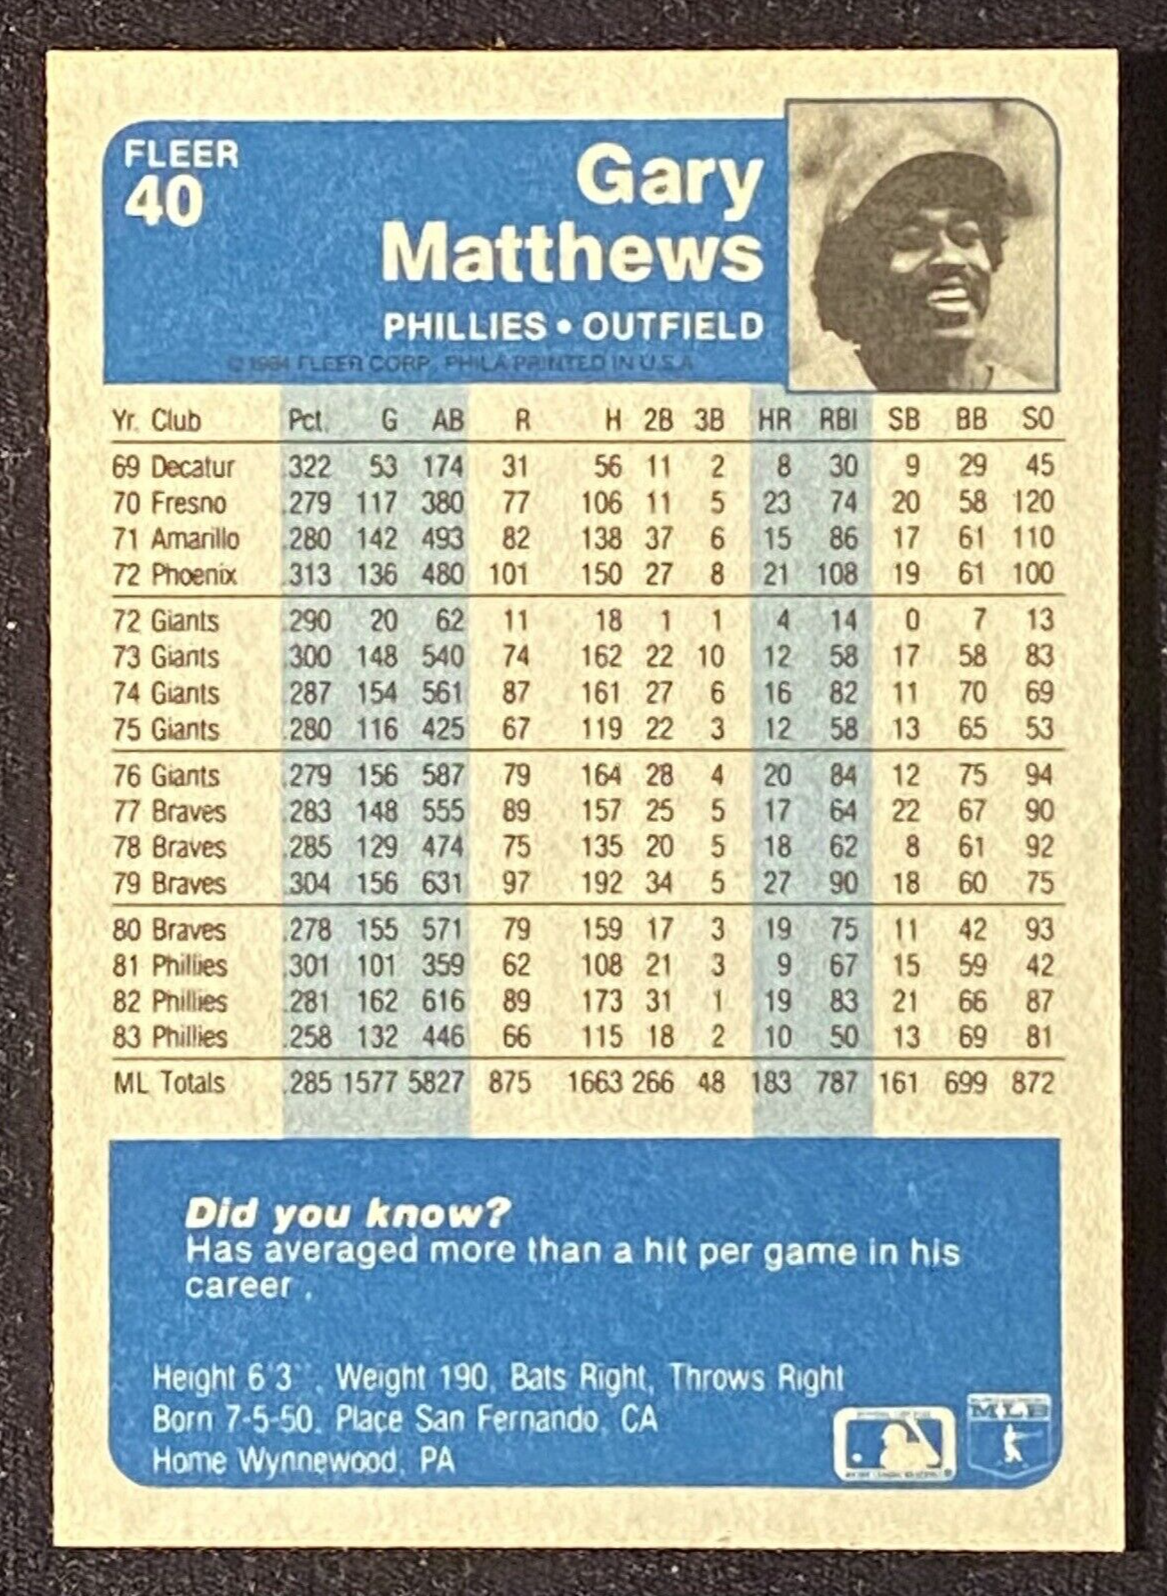 FLEER
40
Gary
Matthews
PHILLIES • OUTFIELD
© 1984 FLEER CORP. PHILA PRINTED IN U.S.A.
Yr. Club Pct. G AB R H 2B 3B HR RBI SB BB SO
69 Decatur .322 53 174 31 56 11 2 8 30 9 29 45
70 Fresno .279 117 380 77 106 11 5 23 74 20 58 120
71 Amarillo .280 142 493 82 138 37 6 15 86 17 61 110
72 Phoenix .313 136 480 101 150 27 8 21 108 19 61 100
72 Giants .290 20 62 11 18 1 1 4 14 0 7 13
73 Giants .300 148 540 74 162 22 10 12 58 17 58 83
74 Giants .287 154 561 87 161 27 6 16 82 11 70 69
75 Giants .280 116 425 67 119 22 3 12 58 13 65 53
76 Giants .279 156 587 79 164 28 4 20 84 12 75 94
77 Braves .283 148 555 89 157 25 5 17 64 22 67 90
78 Braves .285 129 474 75 135 20 5 18 62 8 61 92
79 Braves .304 156 631 97 192 34 5 27 90 18 60 75
80 Braves .278 155 571 79 159 17 3 19 75 11 42 93
81 Phillies .301 101 359 62 108 21 3 9 67 15 59 42
82 Phillies .281 162 616 89 173 31 1 19 83 21 66 87
83 Phillies .258 132 446 66 115 18 2 10 50 13 69 81
ML Totals .285 1577 5827 875 1663 266 48 183 787 161 699 872
Did you know?
Has averaged more than a hit per game in his
career .
Height 6'3", Weight 190, Bats Right, Throws Right
Born 7-5-50, Place San Fernando, CA
Home Wynnewood, PA
MLB